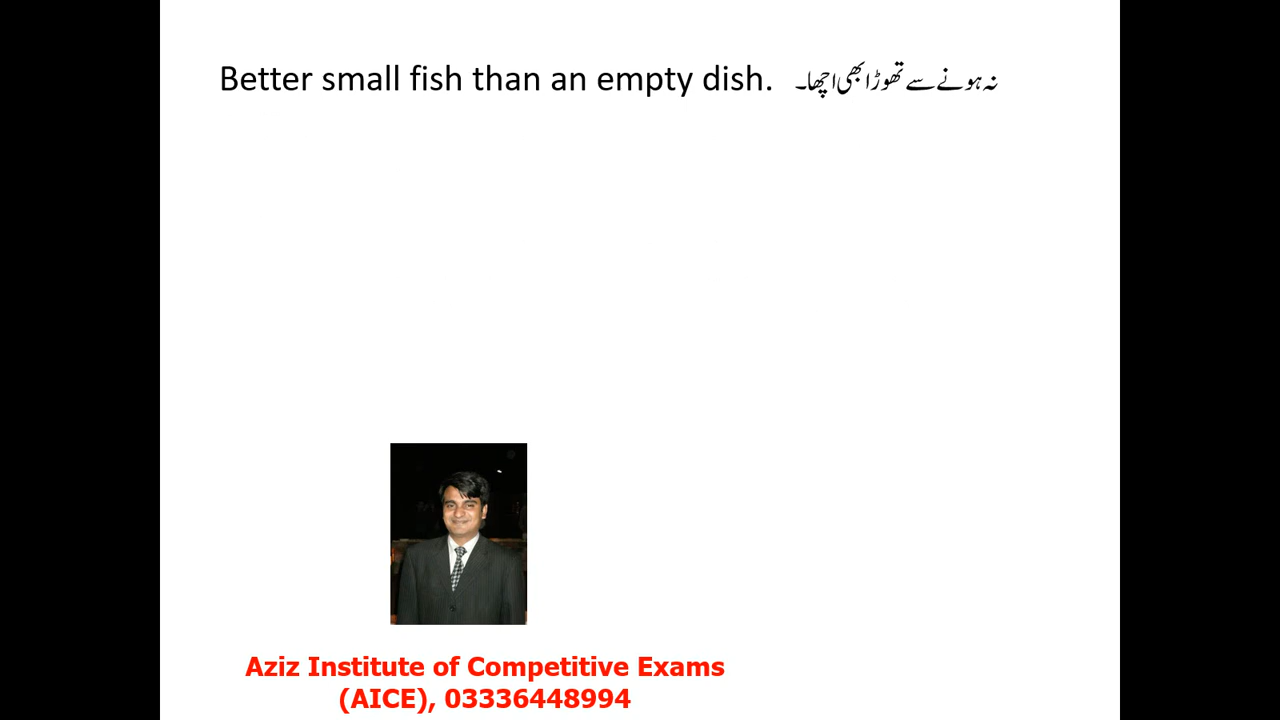 Better small fish than an empty dish. نہ ہونے سے تھوڑا بھی اچھا۔
Aziz Institute of Competitive Exams
(AICE), 03336448994